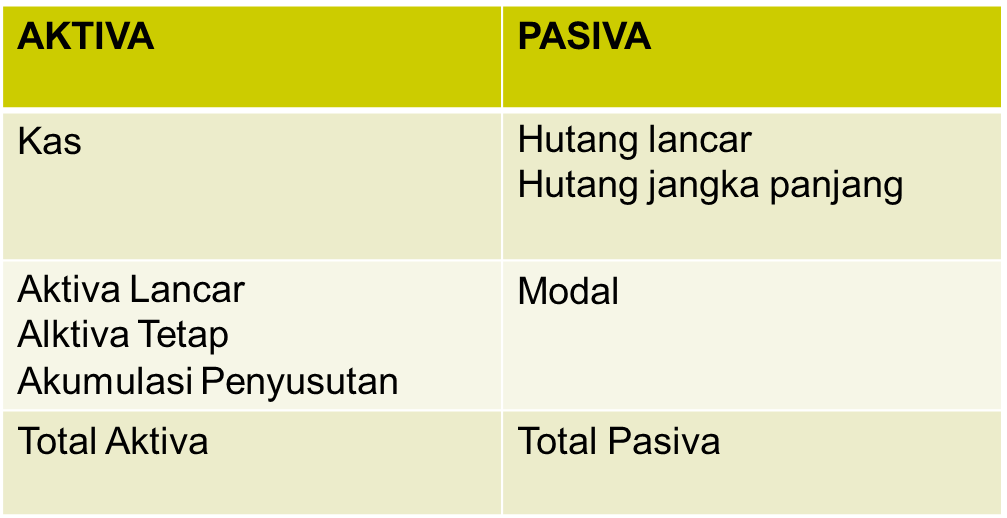 AKTIVA
PASIVA
Kas
Hutang lancar
Hutang jangka panjang
Aktiva Lancar
Alktiva Tetap
Akumulasi Penyusutan
Modal
Total Aktiva
Total Pasiva